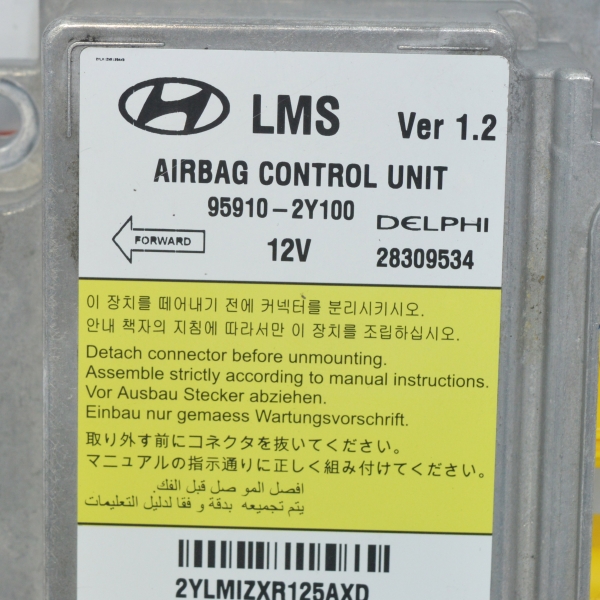 LMS Ver 1.2
AIRBAG CONTROL UNIT
95910-2Y100
DELPHI
FORWARD
12V
28309534
이 장치를 떼어내기 전에 커넥터를 분리시키시오.
안내 책자의 지침에 따라서만 이 장치를 조립하십시오.
Detach connector before unmounting.
Assemble strictly according to manual instructions.
Vor Ausbau Stecker abziehen.
Einbau nur gemaess Wartungsvorschrift.
取り外す前にコネクタを抜いてください。
マニュアルの指示通りに正しく組み付けてください。
افصل المو صل قبل الفك.
يتم تجميعه بدقة و فقا لدليل التعليمات
2YLMIZXR125AXD